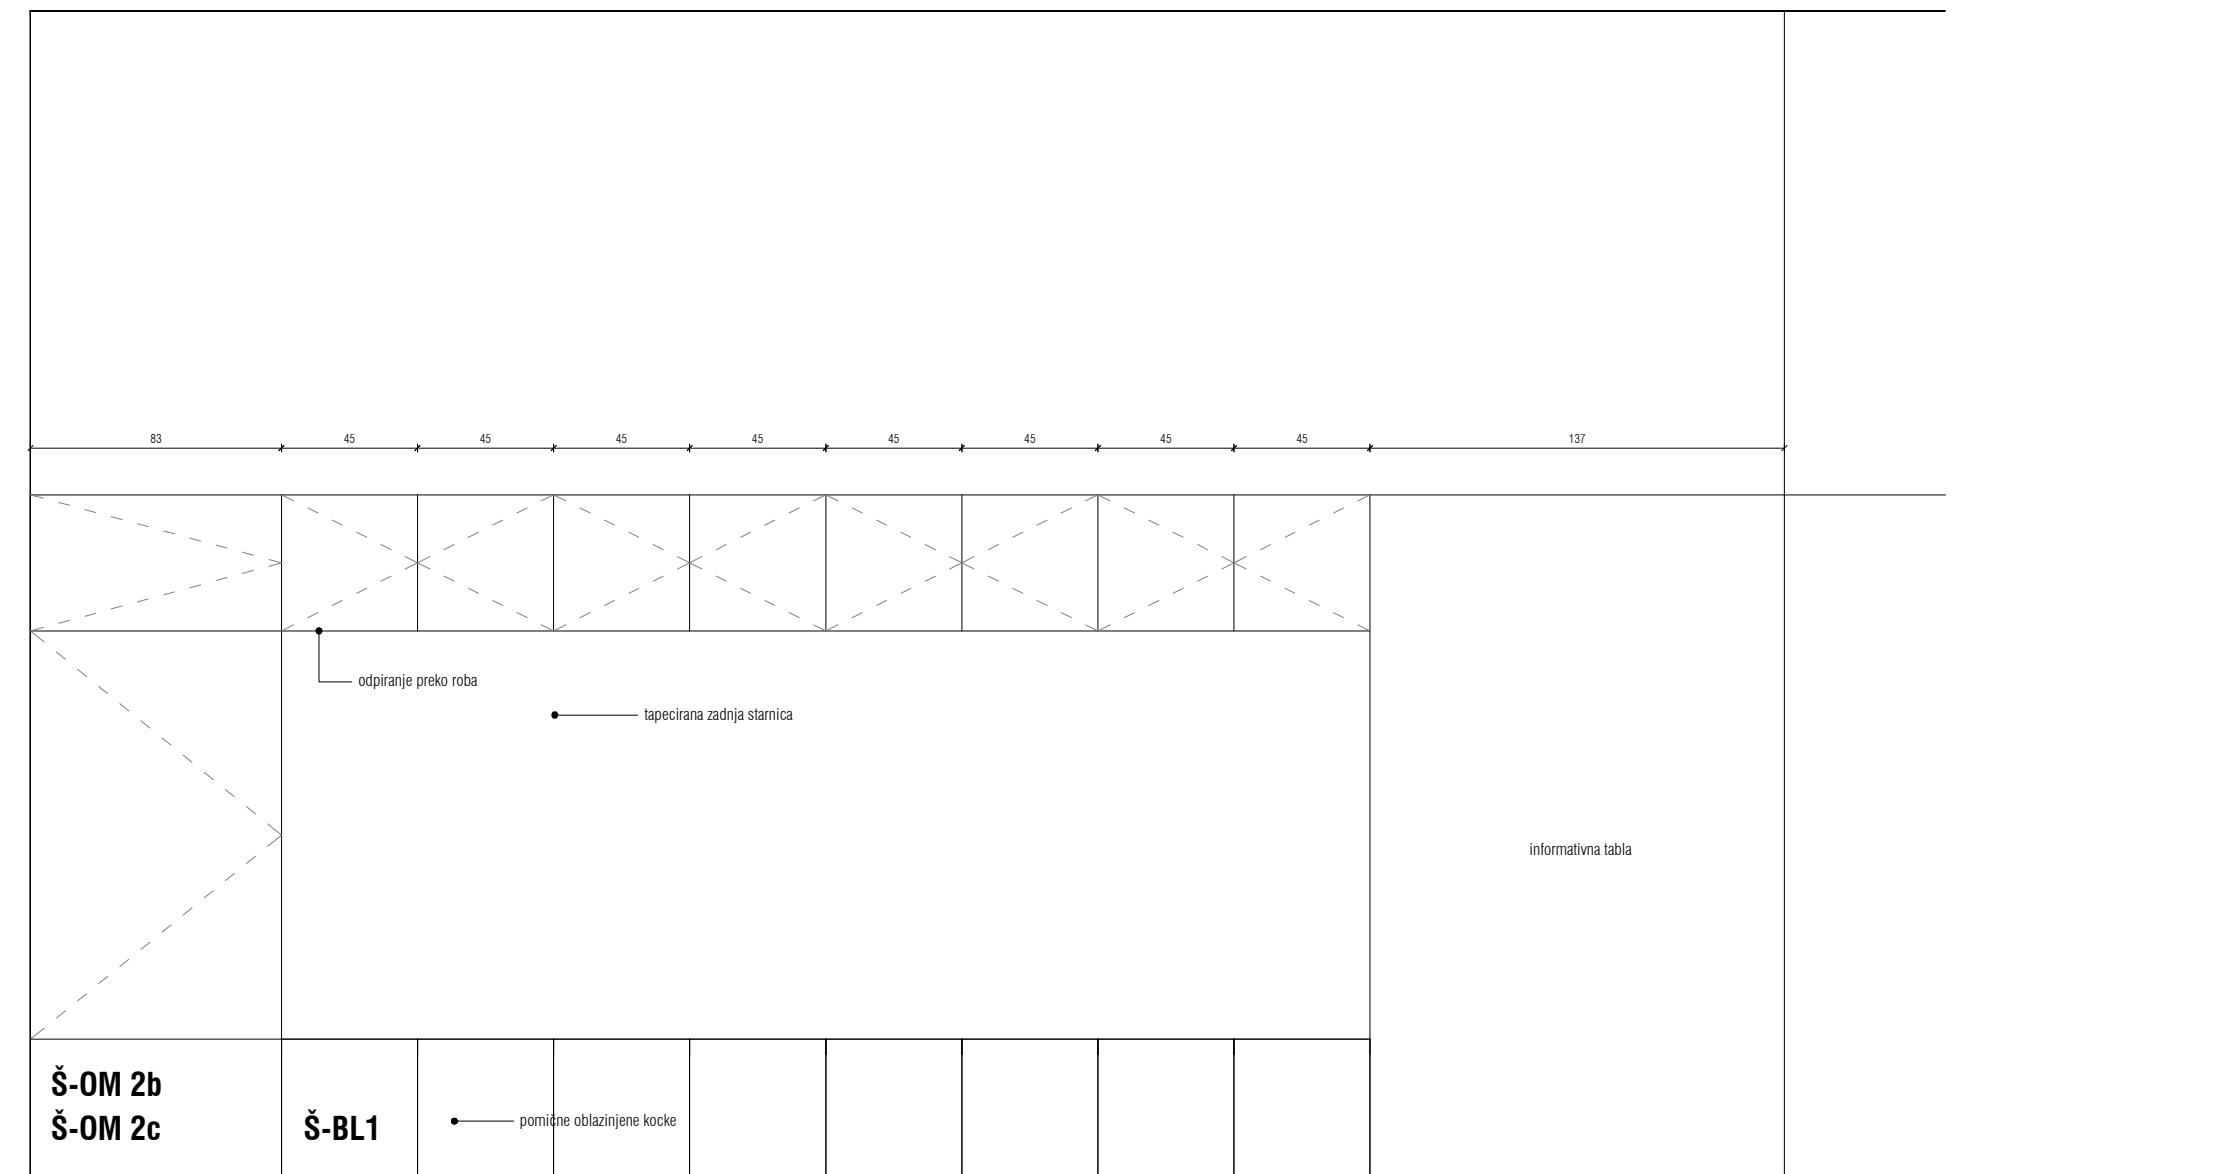 83 45 45 45 45 45 45 45 45 137
odpiranje preko roba
tapecirana zadnja starnica
informativna tabla
Š-OM 2b
Š-OM 2c
Š-BL1
pomične oblazinjene kocke